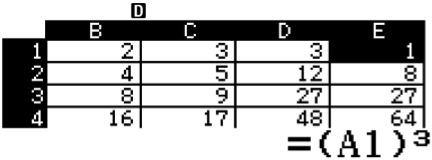 D
B C D E
1 2 3 3 1
2 4 5 12 8
3 8 9 27 27
4 16 17 48 64
=(A1)³